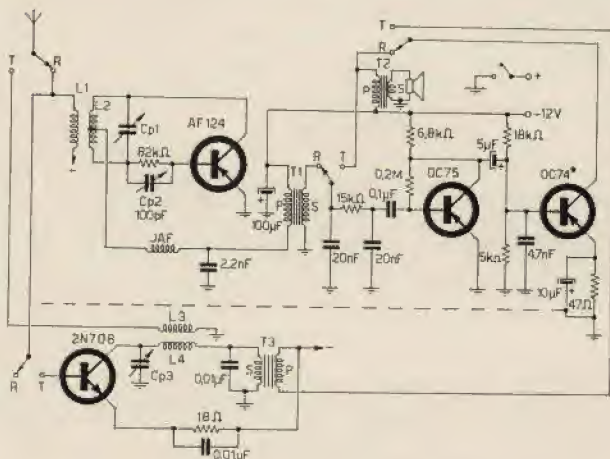 T
R
T
R
T2
P
S
+
-12V
L1
L2
Cp1
AF124
6,8kΩ
18kΩ
5µF
82kΩ
Cp2
100pF
T1
P
S
R
T
0,2M
OC75
OC74*
100µF
15kΩ
0,1µF
JAF
2,2nF
20nF
20nF
5kΩ
47nF
10µF
47Ω
L3
2N708
L4
T3
Cp3
0,01µF
S
P
R
T
18Ω
0,01µF